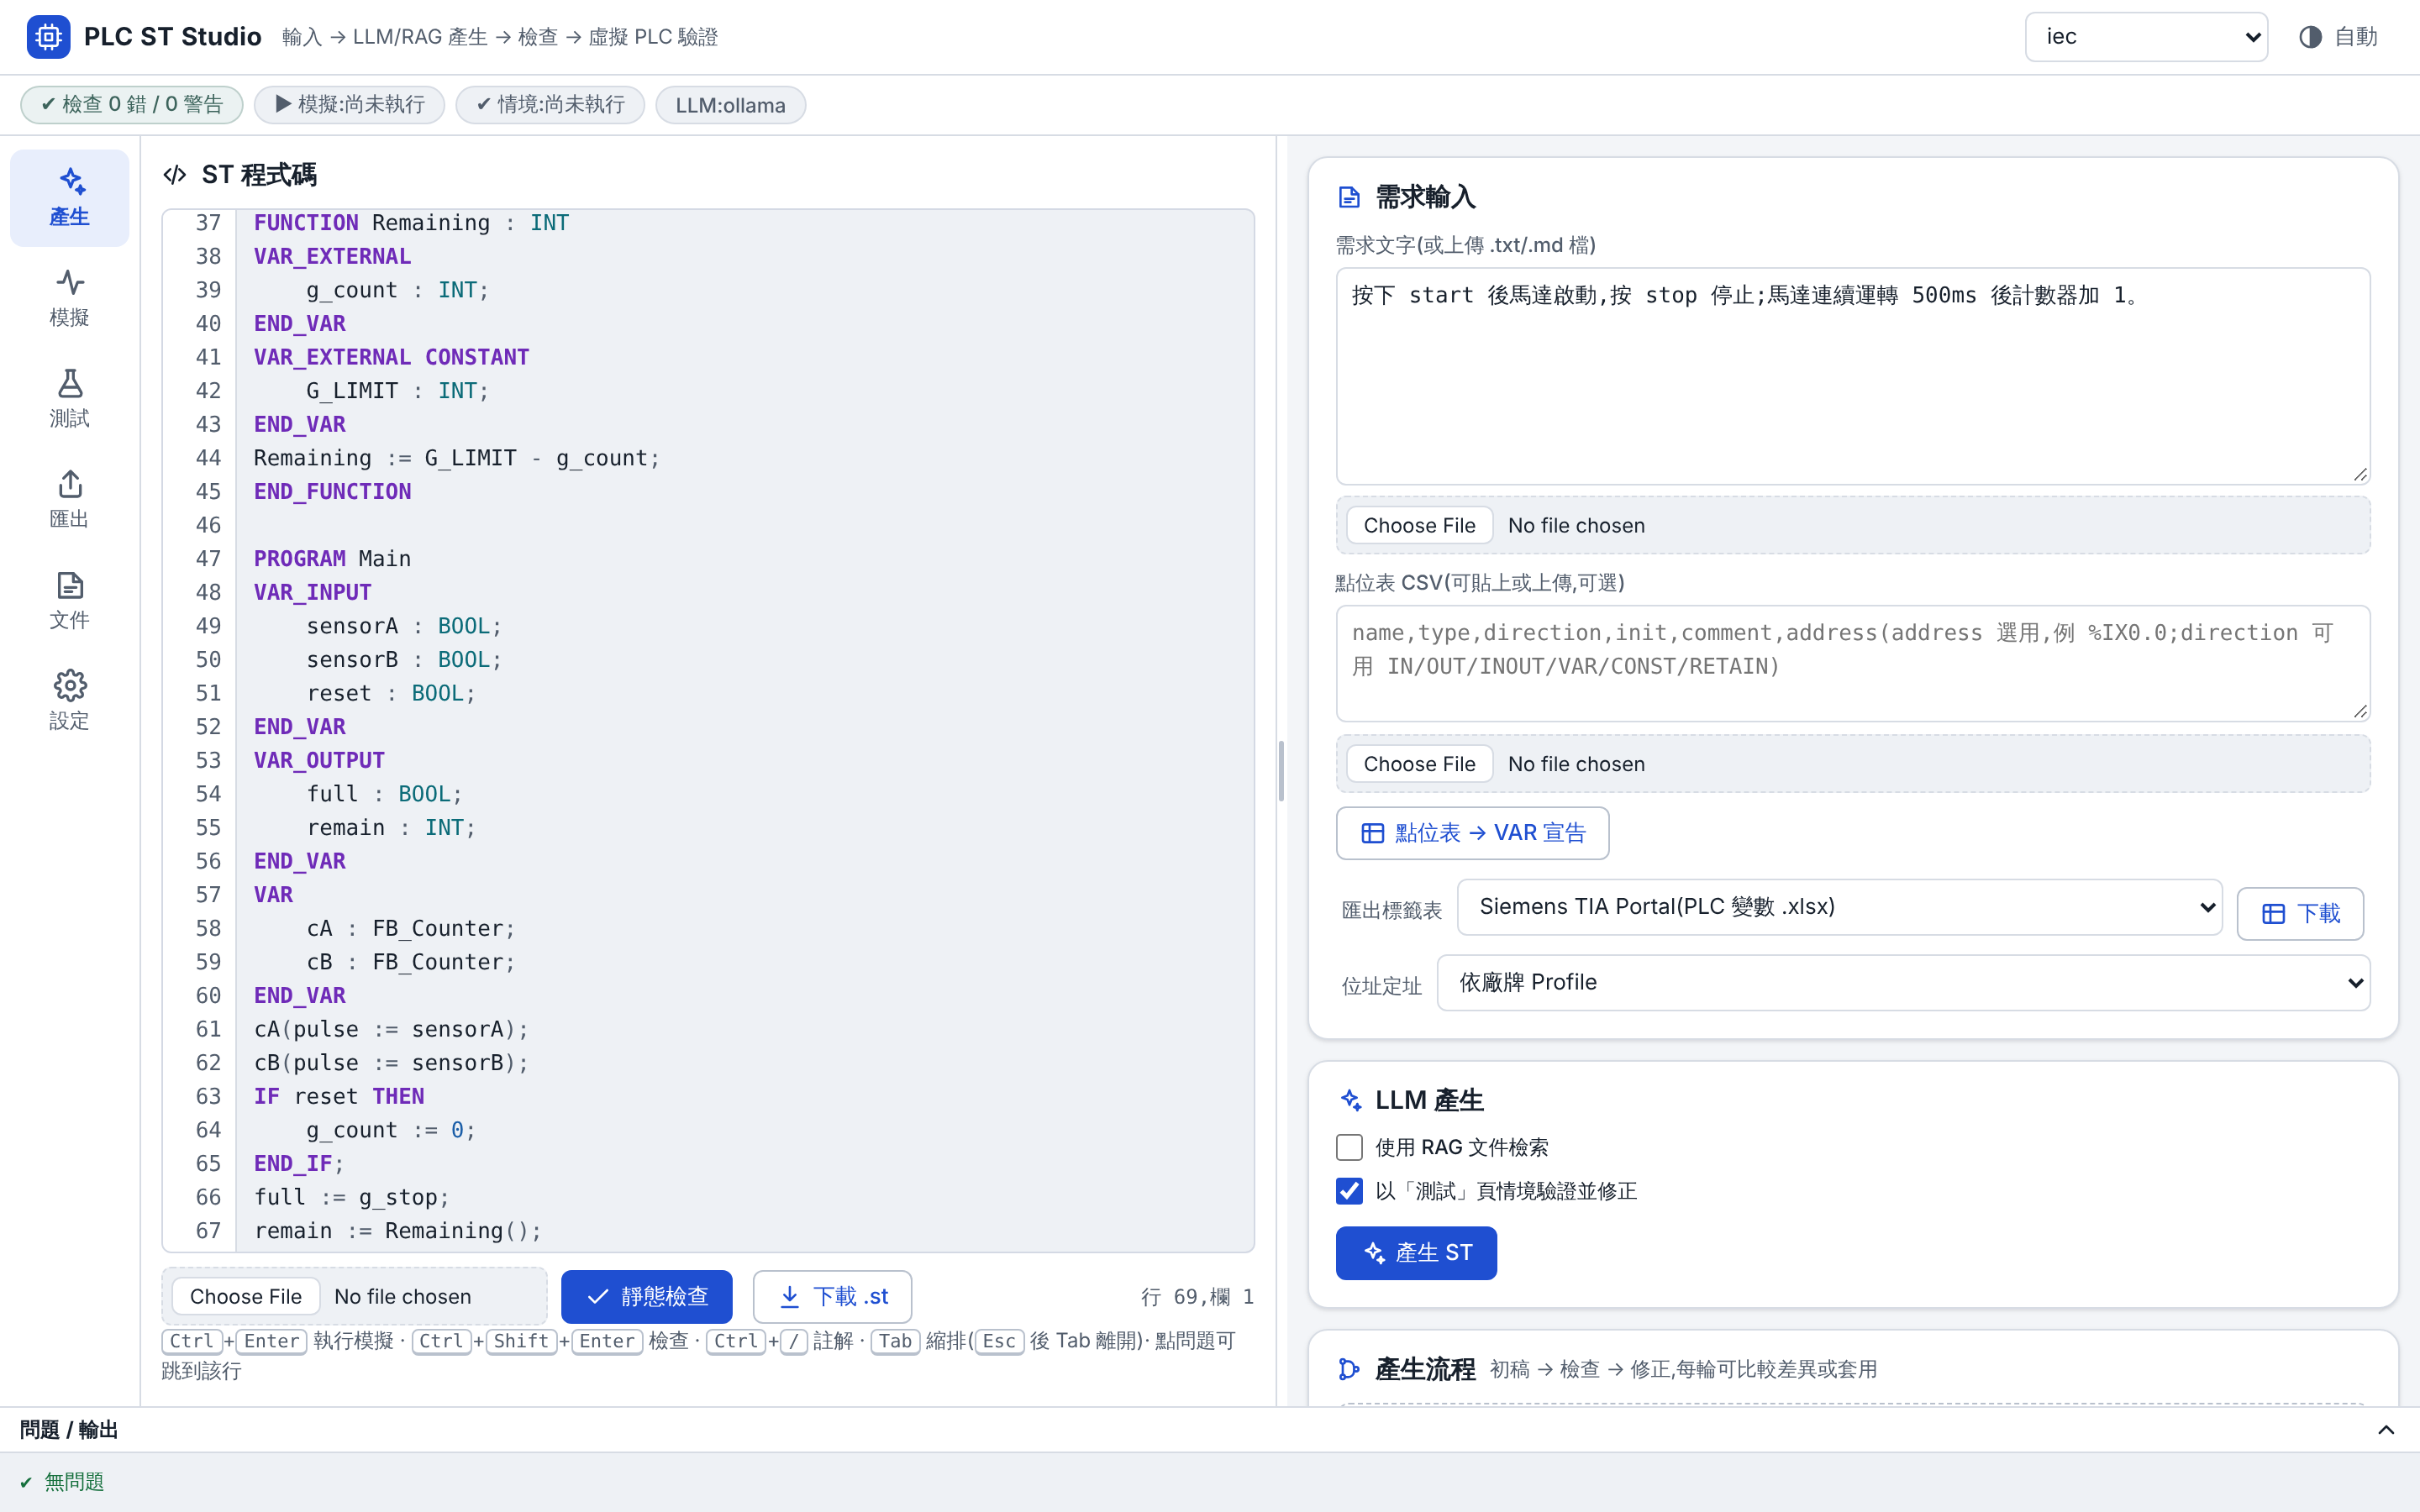 PLC ST Studio 輸入 → LLM/RAG 產生 → 檢查 → 虛擬 PLC 驗證
iec
自動
✔ 檢查 0 錯 / 0 警告
▶ 模擬:尚未執行
✔ 情境:尚未執行
LLM:ollama
產生
模擬
測試
匯出
文件
設定
ST 程式碼
37 FUNCTION Remaining : INT
38 VAR_EXTERNAL
39     g_count : INT;
40 END_VAR
41 VAR_EXTERNAL CONSTANT
42     G_LIMIT : INT;
43 END_VAR
44 Remaining := G_LIMIT - g_count;
45 END_FUNCTION
46
47 PROGRAM Main
48 VAR_INPUT
49     sensorA : BOOL;
50     sensorB : BOOL;
51     reset : BOOL;
52 END_VAR
53 VAR_OUTPUT
54     full : BOOL;
55     remain : INT;
56 END_VAR
57 VAR
58     cA : FB_Counter;
59     cB : FB_Counter;
60 END_VAR
61 cA(pulse := sensorA);
62 cB(pulse := sensorB);
63 IF reset THEN
64     g_count := 0;
65 END_IF;
66 full := g_stop;
67 remain := Remaining();
Choose File No file chosen
靜態檢查
下載 .st
行 69,欄 1
Ctrl+Enter 執行模擬 · Ctrl+Shift+Enter 檢查 · Ctrl+/ 註解 · Tab 縮排(Esc 後 Tab 離開)· 點問題可
跳到該行
需求輸入
需求文字(或上傳 .txt/.md 檔)
按下 start 後馬達啟動,按 stop 停止;馬達連續運轉 500ms 後計數器加 1。
Choose File No file chosen
點位表 CSV(可貼上或上傳,可選)
name,type,direction,init,comment,address(address 選用,例 %IX0.0;direction 可
用 IN/OUT/INOUT/VAR/CONST/RETAIN)
Choose File No file chosen
點位表 → VAR 宣告
匯出標籤表 Siemens TIA Portal(PLC 變數 .xlsx) 下載
位址定址 依廠牌 Profile
LLM 產生
使用 RAG 文件檢索
以「測試」頁情境驗證並修正
產生 ST
產生流程 初稿 → 檢查 → 修正,每輪可比較差異或套用
問題 / 輸出
✔ 無問題